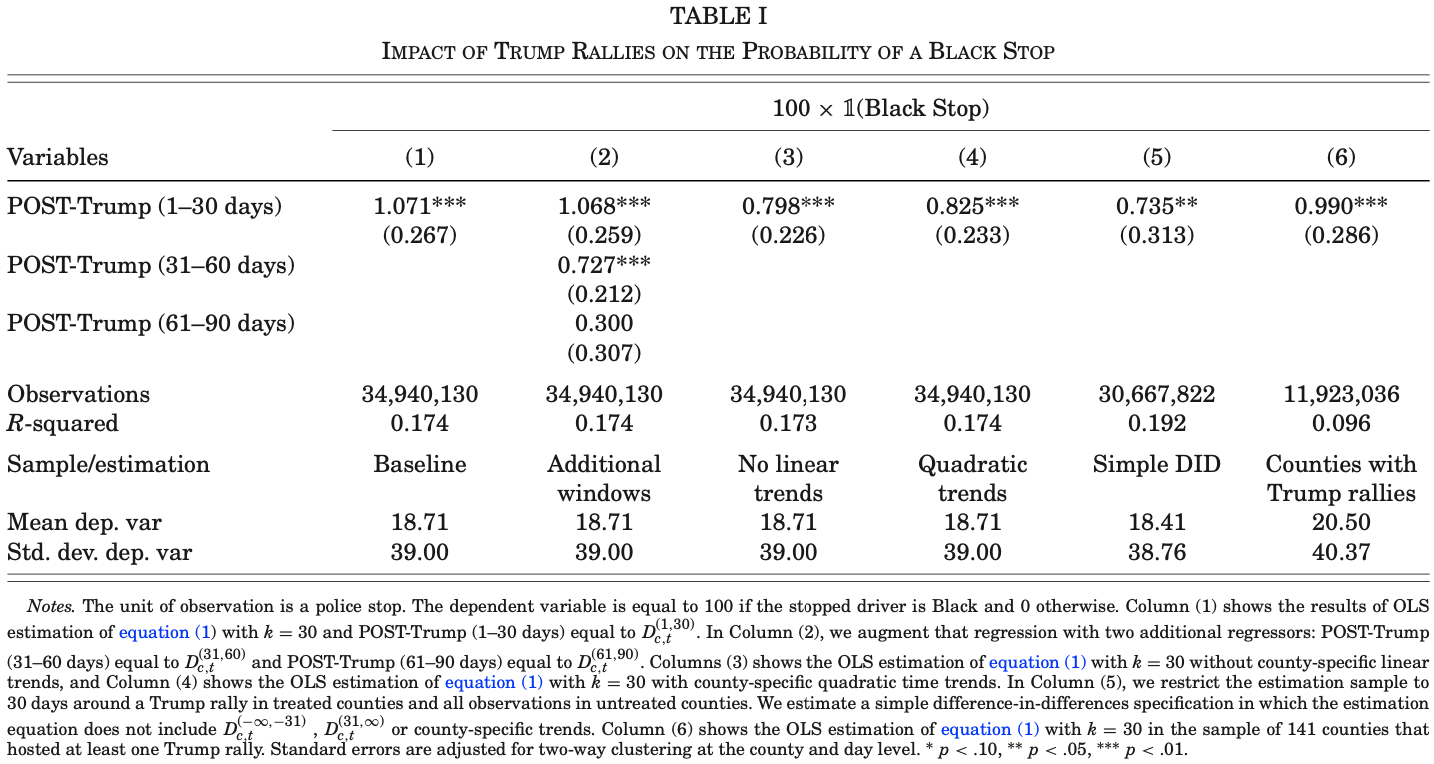 TABLE I
IMPACT OF TRUMP RALLIES ON THE PROBABILITY OF A BLACK STOP
100 × 𝟙(Black Stop)
Variables (1) (2) (3) (4) (5) (6)
POST-Trump (1–30 days) 1.071*** 1.068*** 0.798*** 0.825*** 0.735** 0.990***
(0.267) (0.259) (0.226) (0.233) (0.313) (0.286)
POST-Trump (31–60 days) 0.727***
(0.212)
POST-Trump (61–90 days) 0.300
(0.307)
Observations 34,940,130 34,940,130 34,940,130 34,940,130 30,667,822 11,923,036
R-squared 0.174 0.174 0.173 0.174 0.192 0.096
Sample/estimation Baseline Additional No linear Quadratic Simple DID Counties with
windows trends trends Trump rallies
Mean dep. var 18.71 18.71 18.71 18.71 18.41 20.50
Std. dev. dep. var 39.00 39.00 39.00 39.00 38.76 40.37
Notes. The unit of observation is a police stop. The dependent variable is equal to 100 if the stopped driver is Black and 0 otherwise. Column (1) shows the results of OLS
estimation of equation (1) with k = 30 and POST-Trump (1–30 days) equal to D_{c,t}^{(1,30)}. In Column (2), we augment that regression with two additional regressors: POST-Trump
(31–60 days) equal to D_{c,t}^{(31,60)} and POST-Trump (61–90 days) equal to D_{c,t}^{(61,90)}. Columns (3) shows the OLS estimation of equation (1) with k = 30 without county-specific linear
trends, and Column (4) shows the OLS estimation of equation (1) with k = 30 with county-specific quadratic time trends. In Column (5), we restrict the estimation sample to
30 days around a Trump rally in treated counties and all observations in untreated counties. We estimate a simple difference-in-differences specification in which the estimation
equation does not include D_{c,t}^{(−∞,−31)}, D_{c,t}^{(31,∞)} or county-specific trends. Column (6) shows the OLS estimation of equation (1) with k = 30 in the sample of 141 counties that
hosted at least one Trump rally. Standard errors are adjusted for two-way clustering at the county and day level. * p < .10, ** p < .05, *** p < .01.